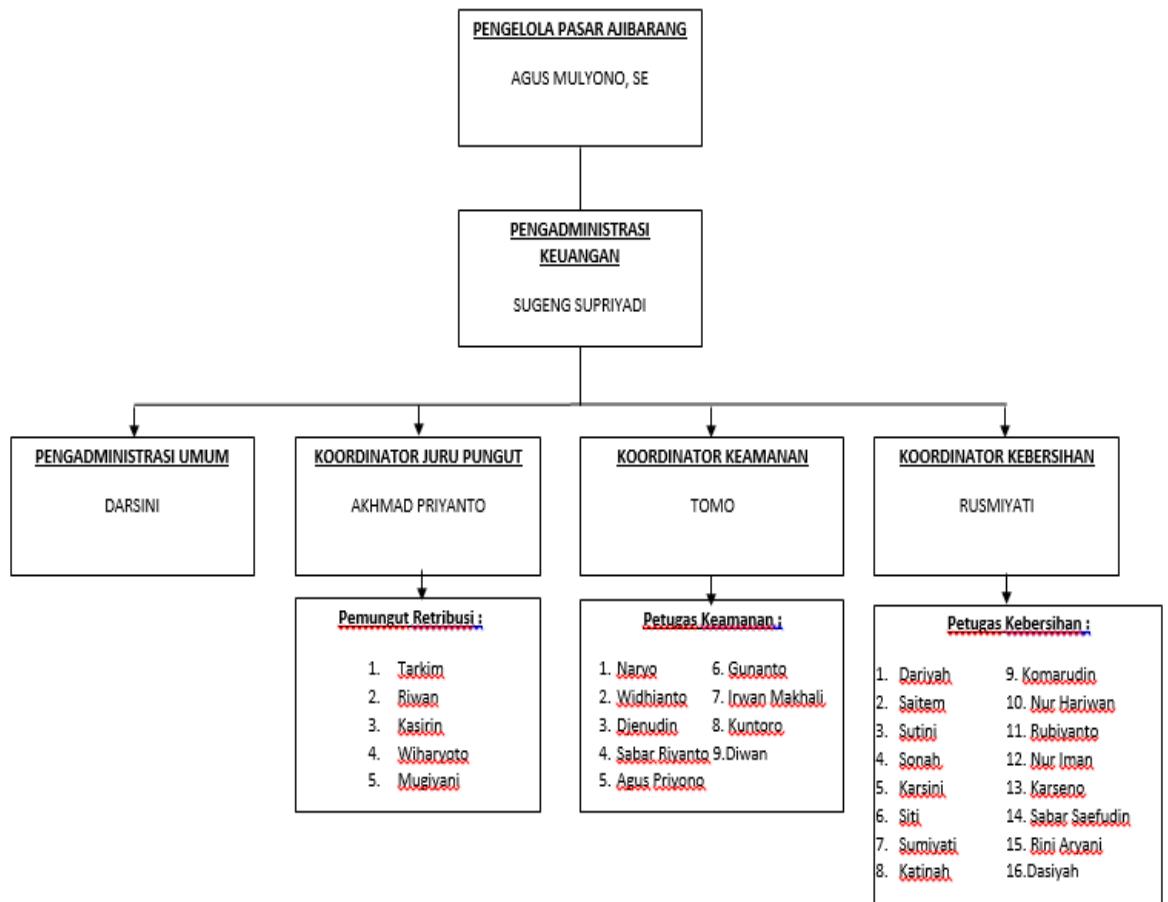 PENGELOLA PASAR AJIBARANG
AGUS MULYONO, SE
PENGADMINISTRASI
KEUANGAN
SUGENG SUPRIYADI
PENGADMINISTRASI UMUM
DARSINI
KOORDINATOR JURU PUNGUT
AKHMAD PRIYANTO
KOORDINATOR KEAMANAN
TOMO
KOORDINATOR KEBERSIHAN
RUSMIYATI
Pemungut Retribusi :
1. Tarkim
2. Riwan
3. Kasirin
4. Wiharyoto
5. Mugiyani
Petugas Keamanan :
1. Naryo 6. Gunanto
2. Widhianto 7. Irwan Makhali
3. Djenudin 8. Kuntoro
4. Sabar Riyanto 9.Diwan
5. Agus Priyono
Petugas Kebersihan :
1. Dariyah 9. Komarudin
2. Saitem 10. Nur Hariwan
3. Sutini 11. Rubiyanto
4. Sonah 12. Nur Iman
5. Karsini 13. Karseno
6. Siti 14. Sabar Saefudin
7. Sumiyati 15. Rini Aryani
8. Katinah 16.Dasiyah